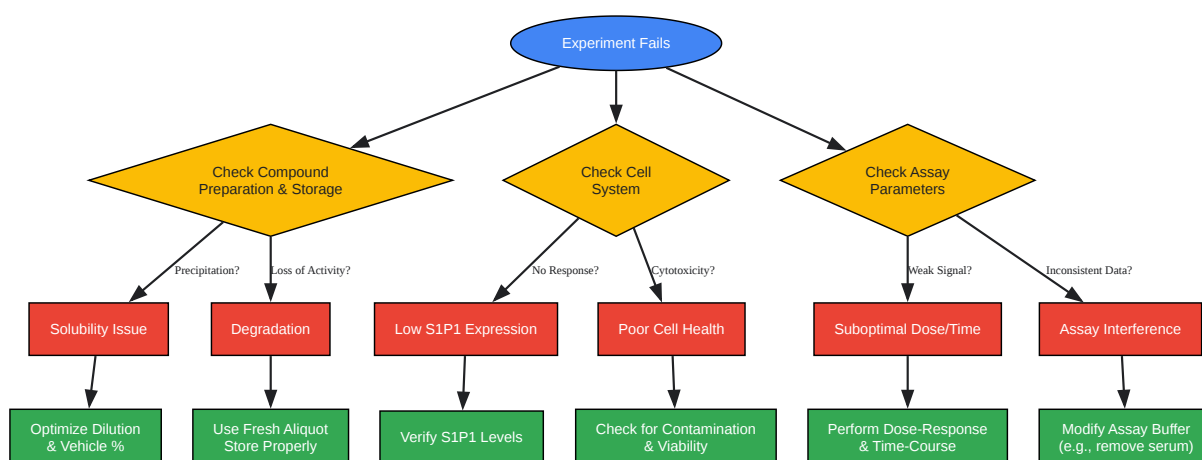 Experiment Fails
Check Compound
Preparation & Storage
Check Cell
System
Check Assay
Parameters
Precipitation?
Loss of Activity?
No Response?
Cytotoxicity?
Weak Signal?
Inconsistent Data?
Solubility Issue
Degradation
Low S1P1 Expression
Poor Cell Health
Suboptimal Dose/Time
Assay Interference
Optimize Dilution
& Vehicle %
Use Fresh Aliquot
Store Properly
Verify S1P1 Levels
Check for Contamination
& Viability
Perform Dose-Response
& Time-Course
Modify Assay Buffer
(e.g., remove serum)